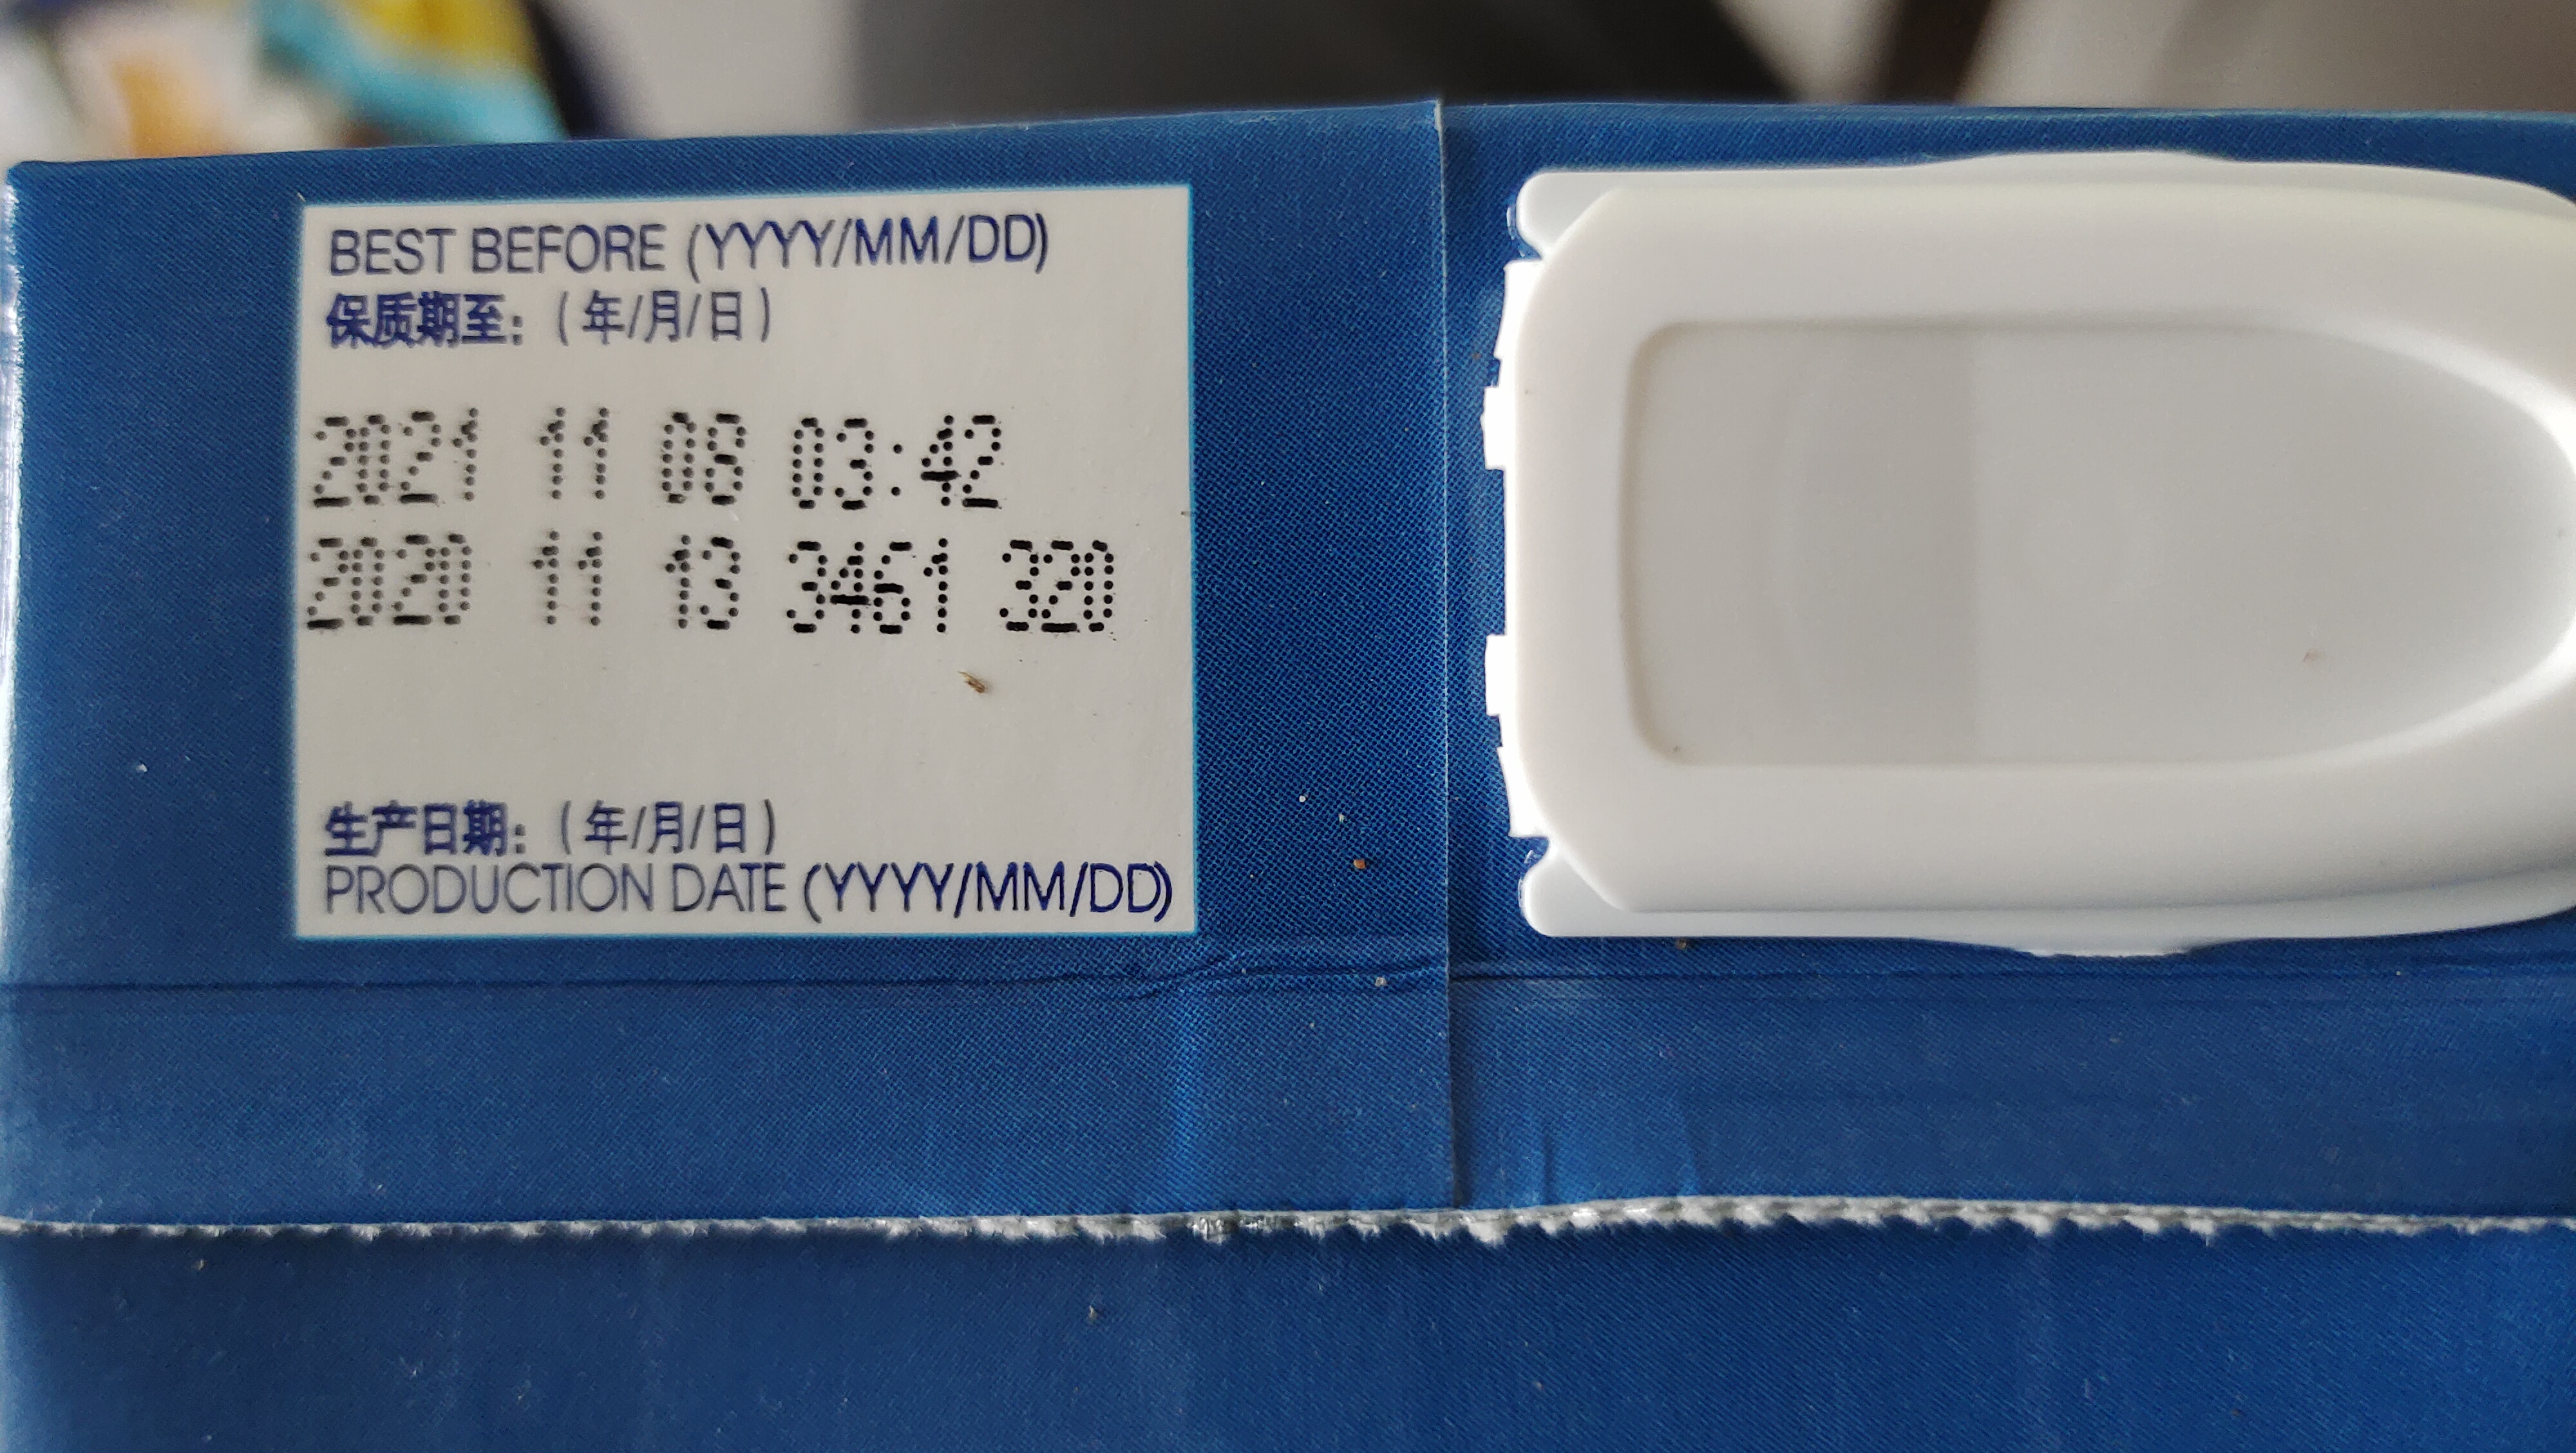 BEST BEFORE (YYYY/MM/DD)
保质期至:(年/月/日)
2021 11 08 03:42
2020 11 13 3461 320
生产日期:(年/月/日)
PRODUCTION DATE (YYYY/MM/DD)